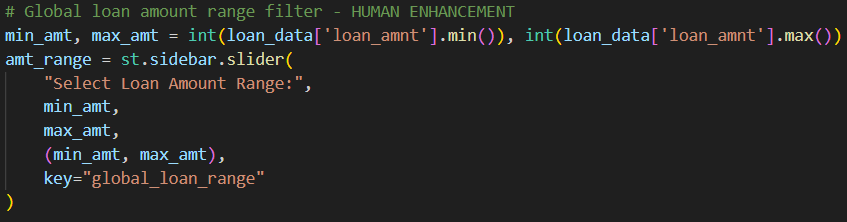 # Global loan amount range filter - HUMAN ENHANCEMENT
min_amt, max_amt = int(loan_data['loan_amnt'].min()), int(loan_data['loan_amnt'].max())
amt_range = st.sidebar.slider(
    "Select Loan Amount Range:",
    min_amt,
    max_amt,
    (min_amt, max_amt),
    key="global_loan_range"
)